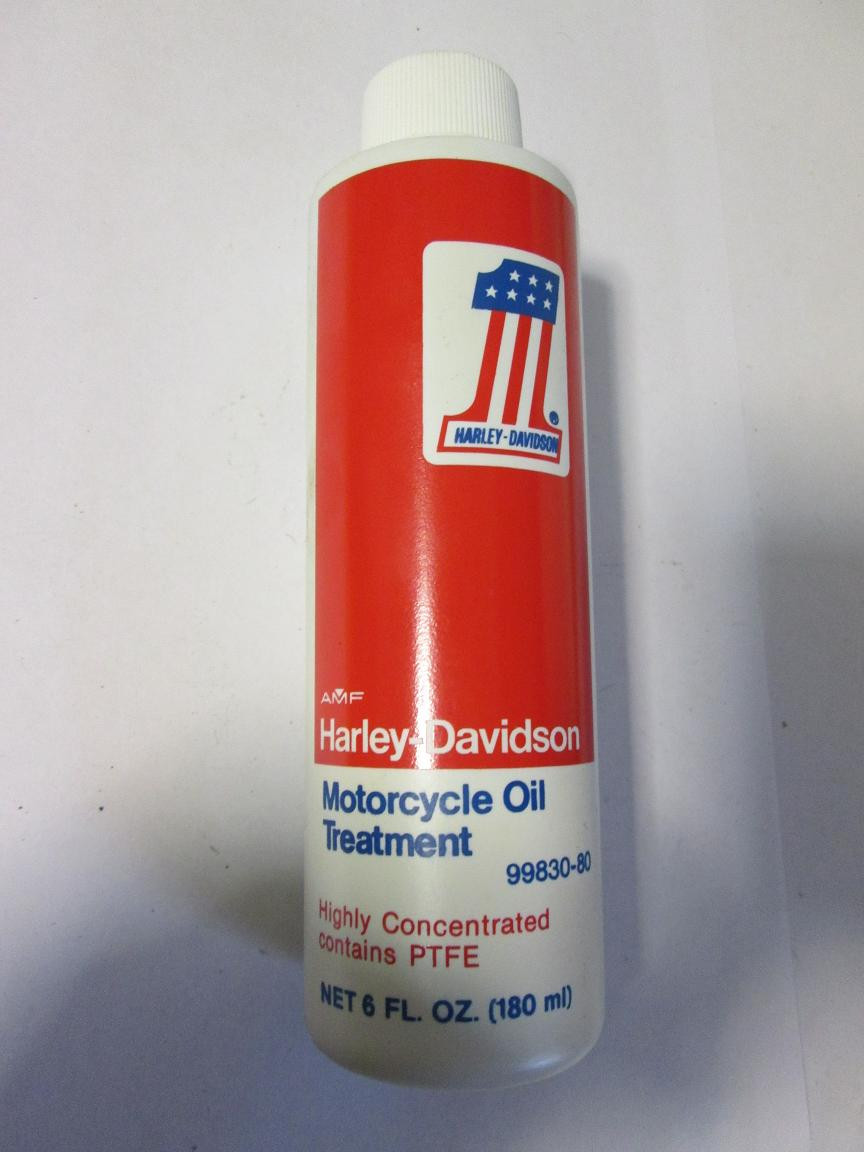 1
®
HARLEY-DAVIDSON
AMF
Harley-Davidson
Motorcycle Oil
Treatment
99830-80
Highly Concentrated
contains PTFE
NET 6 FL. OZ. (180 ml)